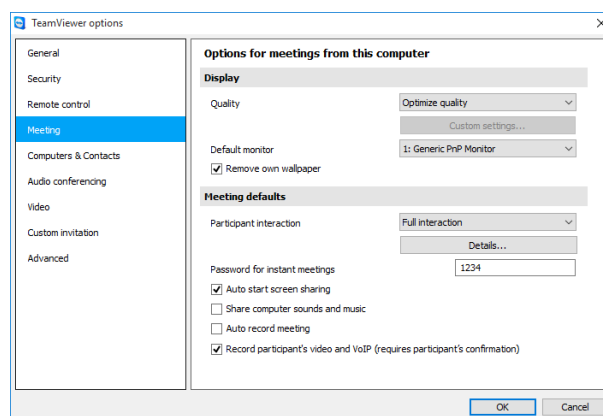 TeamViewer options
General
Security
Remote control
Meeting
Computers & Contacts
Audio conferencing
Video
Custom invitation
Advanced
Options for meetings from this computer
Display
Quality
Optimize quality
Custom settings...
Default monitor
1: Generic PnP Monitor
Remove own wallpaper
Meeting defaults
Participant interaction
Full interaction
Details...
Password for instant meetings
1234
Auto start screen sharing
Share computer sounds and music
Auto record meeting
Record participant's video and VoIP (requires participant's confirmation)
OK
Cancel